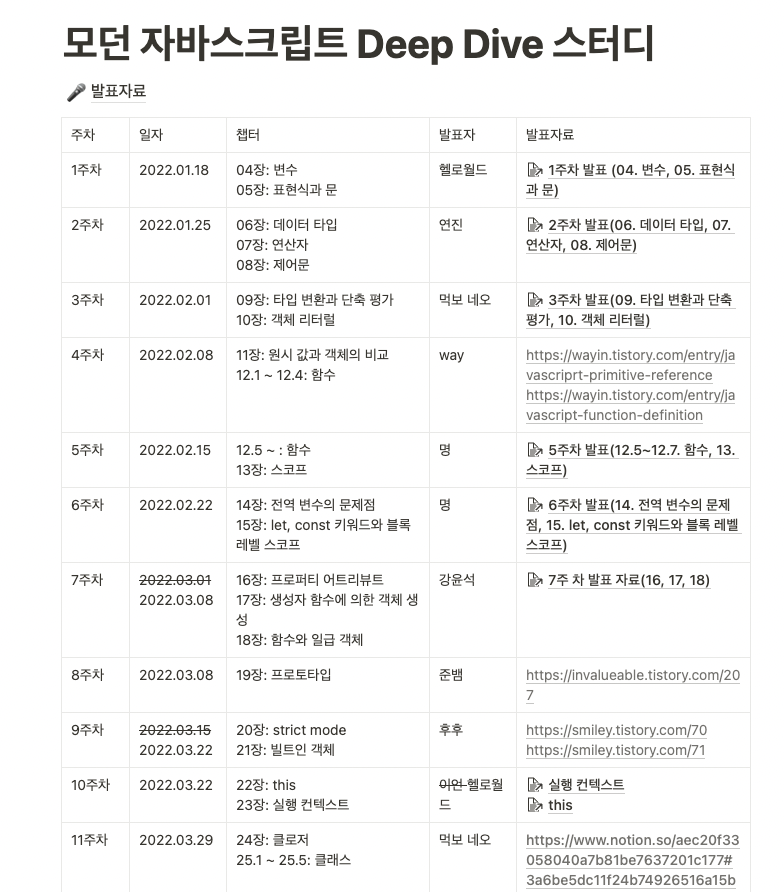 모던 자바스크립트 Deep Dive 스터디
🎤 발표자료
주차 일자 챕터 발표자 발표자료
1주차 2022.01.18 04장: 변수 헬로월드 1주차 발표 (04. 변수, 05. 표현식
05장: 표현식과 문 과 문)
2주차 2022.01.25 06장: 데이터 타입 연진 2주차 발표(06. 데이터 타입, 07.
07장: 연산자 연산자, 08. 제어문)
08장: 제어문
3주차 2022.02.01 09장: 타입 변환과 단축 평가 먹보 네오 3주차 발표(09. 타입 변환과 단축
10장: 객체 리터럴 평가, 10. 객체 리터럴)
4주차 2022.02.08 11장: 원시 값과 객체의 비교 way https://wayin.tistory.com/entry/ja
12.1 ~ 12.4: 함수 vascriprt-primitive-reference
https://wayin.tistory.com/entry/ja
vascript-function-definition
5주차 2022.02.15 12.5 ~ : 함수 명 5주차 발표(12.5~12.7. 함수, 13.
13장: 스코프 스코프)
6주차 2022.02.22 14장: 전역 변수의 문제점 명 6주차 발표(14. 전역 변수의 문제
15장: let, const 키워드와 블록 점, 15. let, const 키워드와 블록 레벨
레벨 스코프 스코프)
7주차 2022.03.01 16장: 프로퍼티 어트리뷰트 강윤석 7주 차 발표 자료(16, 17, 18)
2022.03.08 17장: 생성자 함수에 의한 객체 생
성
18장: 함수와 일급 객체
8주차 2022.03.08 19장: 프로토타입 준뱀 https://invalueable.tistory.com/20
7
9주차 2022.03.15 20장: strict mode 후후 https://smiley.tistory.com/70
2022.03.22 21장: 빌트인 객체 https://smiley.tistory.com/71
10주차 2022.03.22 22장: this 이안 헬로월 실행 컨텍스트
23장: 실행 컨텍스트 드 this
11주차 2022.03.29 24장: 클로저 먹보 네오 https://www.notion.so/aec20f33
25.1 ~ 25.5: 클래스 058040a7b81be7637201c177#
3a6be5dc11f24b74926516a15b